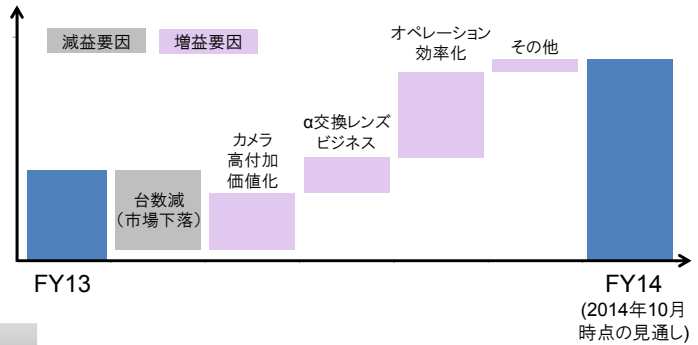 減益要因
増益要因
台数減
（市場下落）
カメラ
高付加
価値化
α交換レンズ
ビジネス
オペレーション
効率化
その他
FY13
FY14
(2014年10月
時点の見通し)